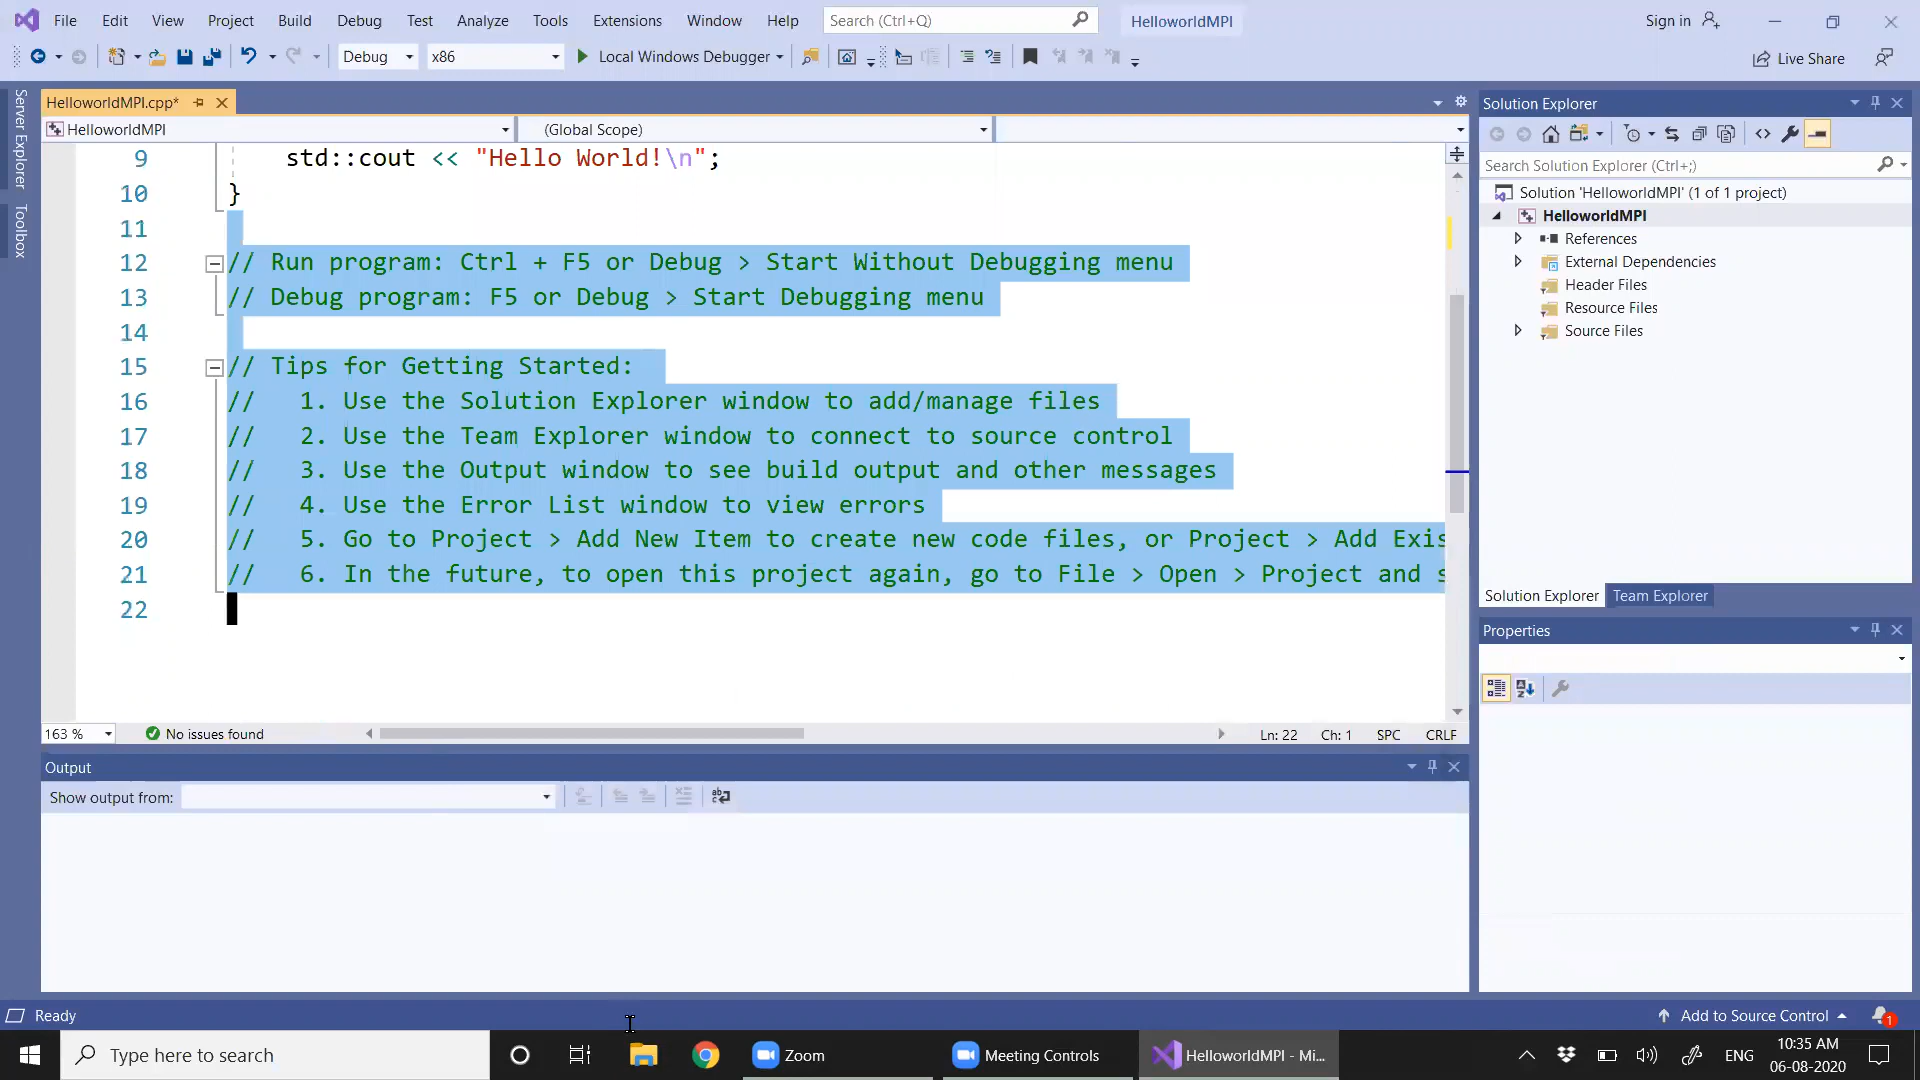 File Edit View Project Build Debug Test Analyze Tools Extensions Window Help Search (Ctrl+Q) HelloworldMPI Sign in
Debug x86 Local Windows Debugger Live Share
Server Explorer
Toolbox
HelloworldMPI.cpp*
HelloworldMPI (Global Scope)
9 std::cout << "Hello World!\n";
10 }
11
12 // Run program: Ctrl + F5 or Debug > Start Without Debugging menu
13 // Debug program: F5 or Debug > Start Debugging menu
14
15 // Tips for Getting Started:
16 // 1. Use the Solution Explorer window to add/manage files
17 // 2. Use the Team Explorer window to connect to source control
18 // 3. Use the Output window to see build output and other messages
19 // 4. Use the Error List window to view errors
20 // 5. Go to Project > Add New Item to create new code files, or Project > Add Exis
21 // 6. In the future, to open this project again, go to File > Open > Project and s
22
163 % No issues found Ln: 22 Ch: 1 SPC CRLF
Output
Show output from:
Solution Explorer
Search Solution Explorer (Ctrl+;)
Solution 'HelloworldMPI' (1 of 1 project)
HelloworldMPI
References
External Dependencies
Header Files
Resource Files
Source Files
Solution Explorer Team Explorer
Properties
Ready Add to Source Control 1
Type here to search Zoom Meeting Controls HelloworldMPI - Mi... ENG 10:35 AM
06-08-2020